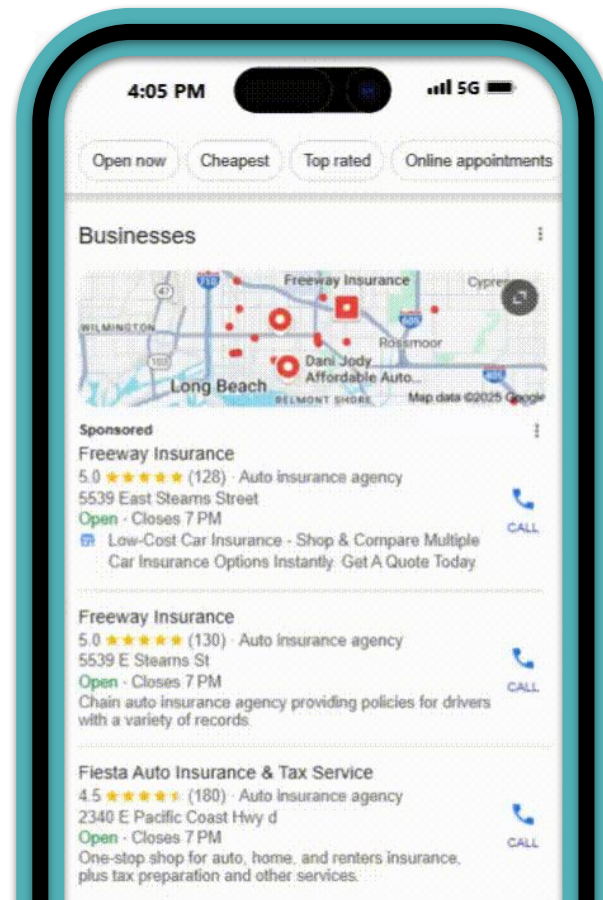 4:05 PM
5G
Open now
Cheapest
Top rated
Online appointments
Businesses
Freeway Insurance
710
47
605
WILMINGTON
Rossmoor
103
Dani Jody
Affordable Auto...
405
Long Beach
BELMONT SHORE
Map data ©2025 Google
Sponsored
Freeway Insurance
5.0 ★★★★★ (128) · Auto insurance agency
5539 East Stearns Street
Open · Closes 7 PM
CALL
Low-Cost Car Insurance - Shop & Compare Multiple
Car Insurance Options Instantly Get A Quote Today
Freeway Insurance
5.0 ★★★★★ (130) · Auto insurance agency
5539 E Stearns St
Open · Closes 7 PM
CALL
Chain auto insurance agency providing policies for drivers
with a variety of records.
Fiesta Auto Insurance & Tax Service
4.5 ★★★★★ (180) · Auto insurance agency
2340 E Pacific Coast Hwy d
Open · Closes 7 PM
CALL
One-stop shop for auto, home, and renters insurance,
plus tax preparation and other services.